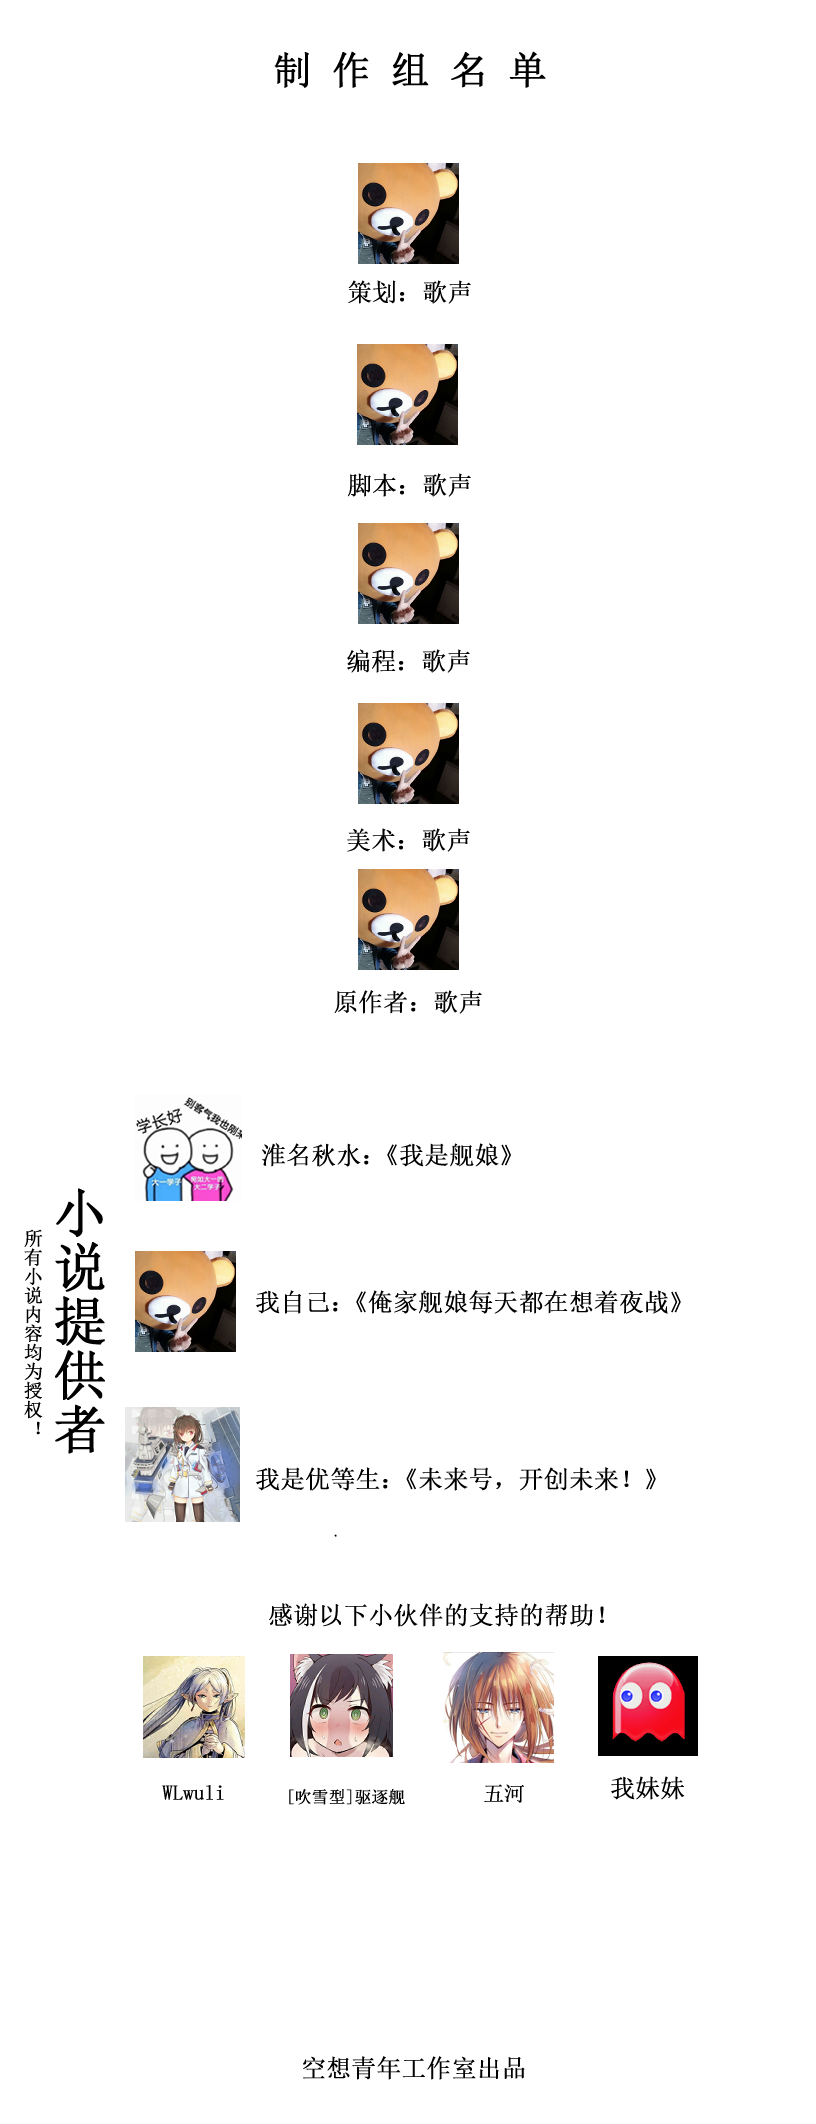 制作组名单
策划：歌声
脚本：歌声
编程：歌声
美术：歌声
原作者：歌声
小说提供者
所有小说内容均为授权！
学长好
别客气我也刚来
大一学子
宛如大一的
大二学子
淮名秋水：《我是舰娘》
我自己：《俺家舰娘每天都在想着夜战》
我是优等生：《未来号，开创未来！》
感谢以下小伙伴的支持的帮助！
WLwuli
[吹雪型]驱逐舰
五河
我妹妹
空想青年工作室出品